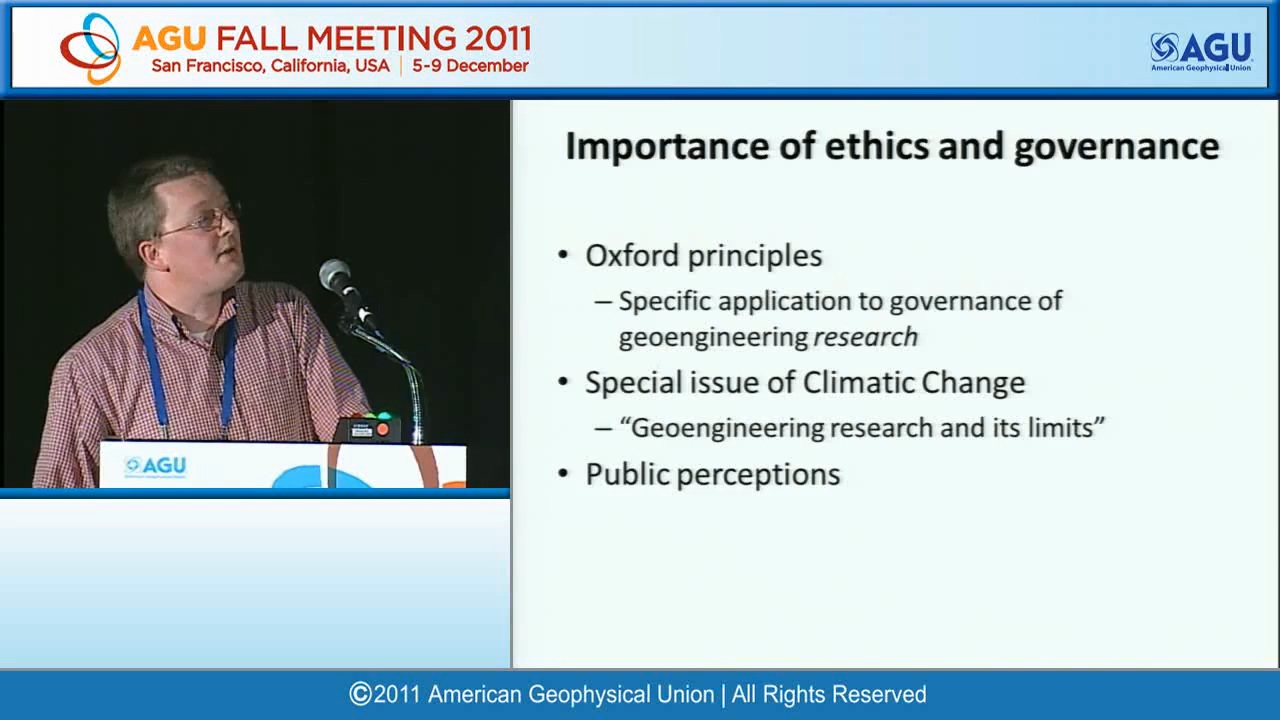 AGU FALL MEETING 2011
San Francisco, California, USA | 5-9 December
AGU
American Geophysical Union
Importance of ethics and governance
• Oxford principles
– Specific application to governance of
geoengineering research
• Special issue of Climatic Change
– “Geoengineering research and its limits”
• Public perceptions
AGU
©2011 American Geophysical Union | All Rights Reserved